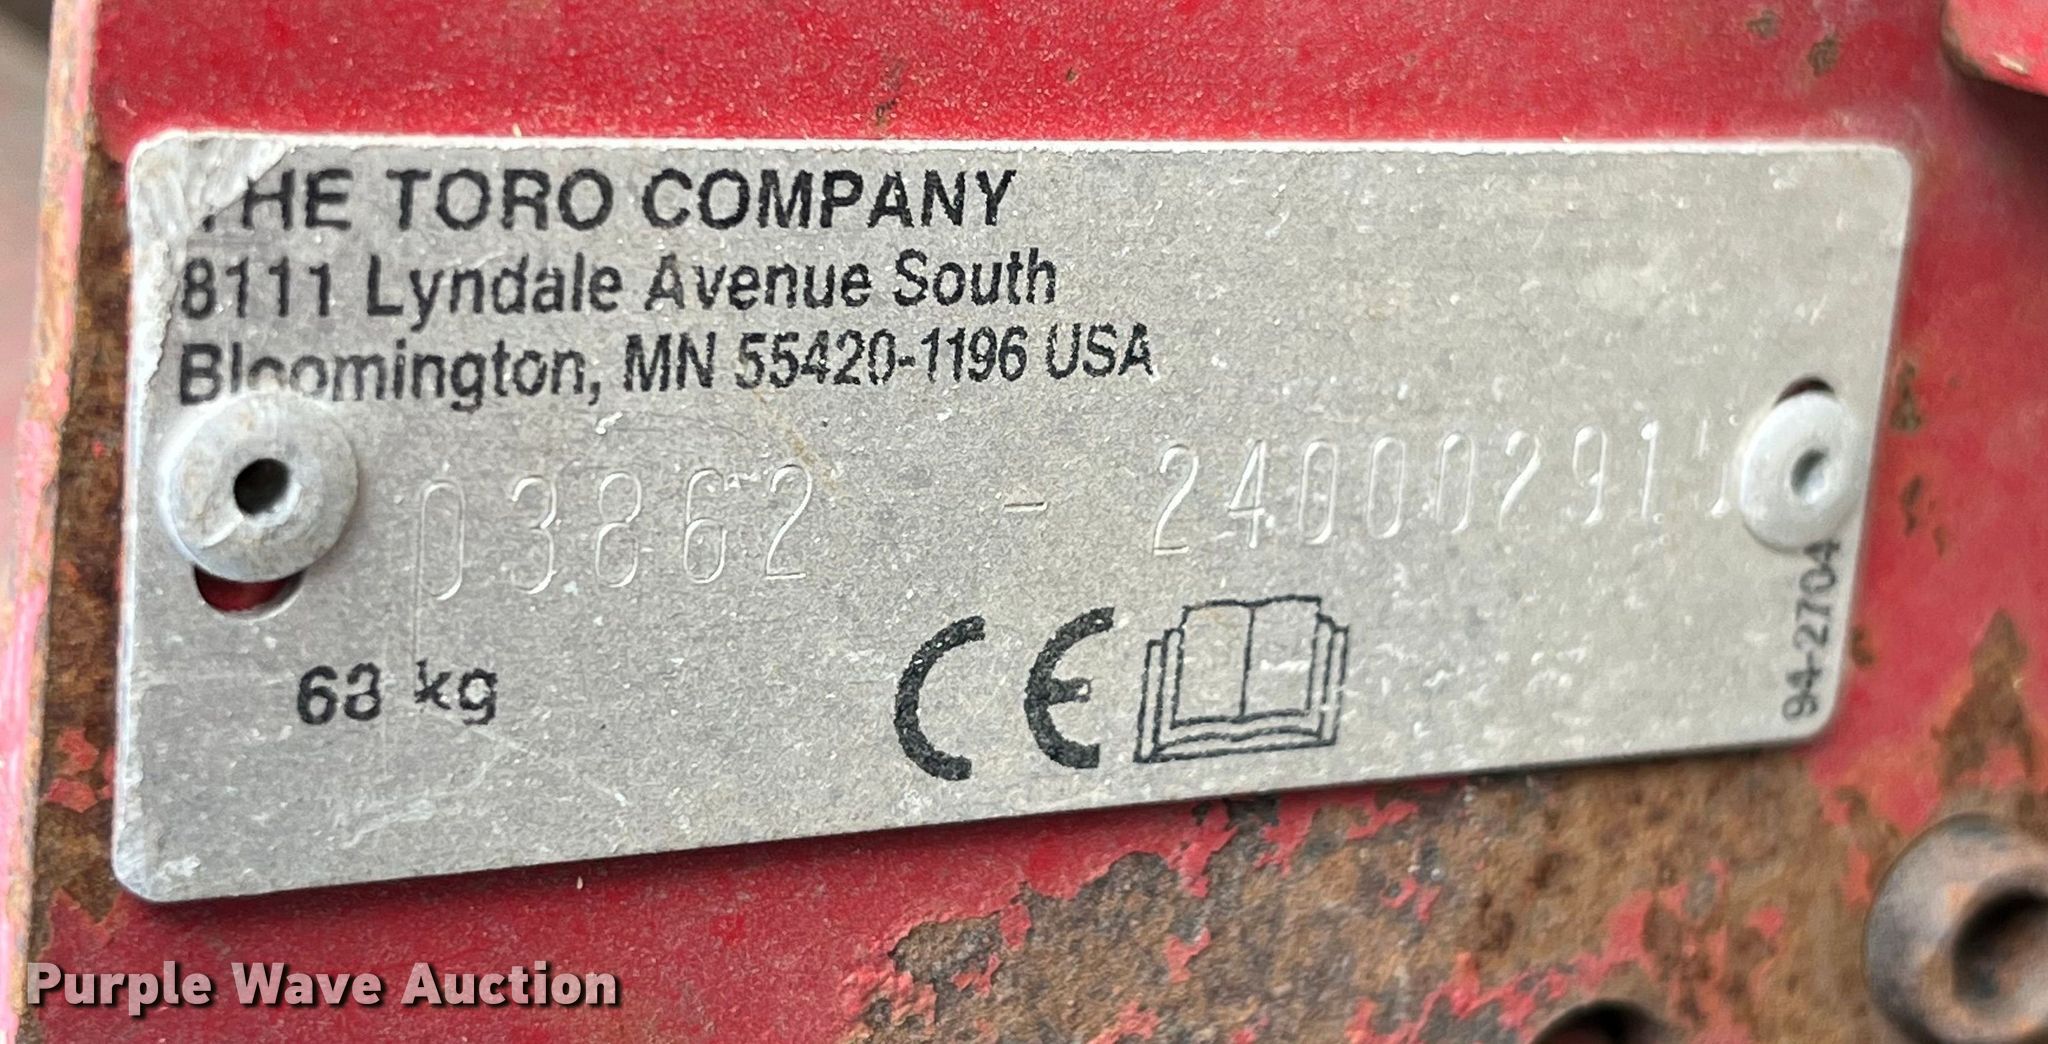 THE TORO COMPANY
8111 Lyndale Avenue South
Bloomington, MN 55420-1196 USA
03862 -
68 kg
CE
94-2704
Purple Wave Auction